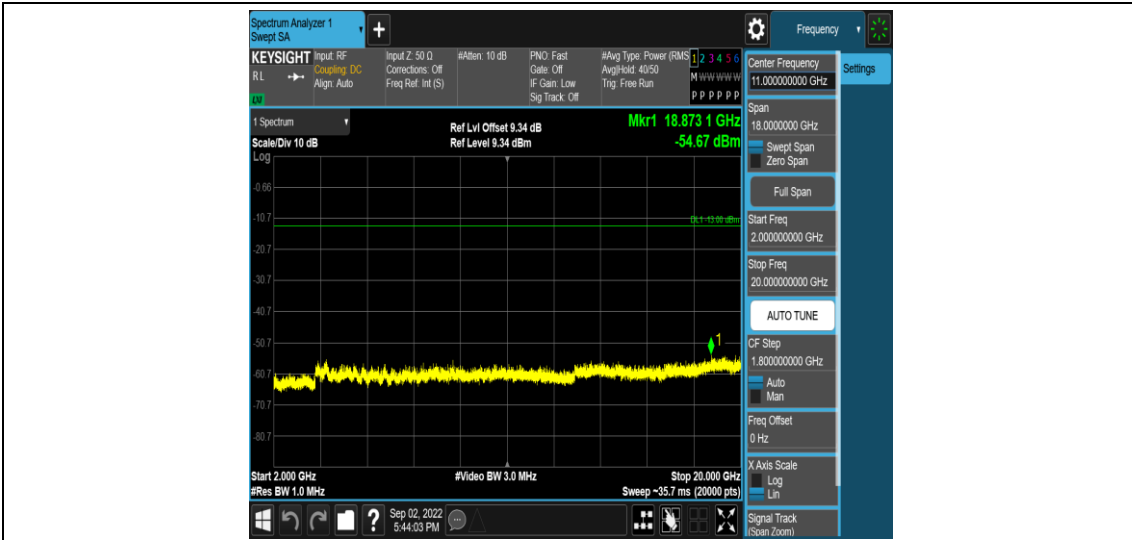 Spectrum Analyzer 1
Swept SA
+
Frequency
KEYSIGHT
RL
LXI
Input: RF
Coupling: DC
Align: Auto
Input Z: 50 Ω
Corrections: Off
Freq Ref: Int (S)
#Atten: 10 dB
PNO: Fast
Gate: Off
IF Gain: Low
Sig Track: Off
#Avg Type: Power (RMS
Avg|Hold: 40/50
Trig: Free Run
1 2 3 4 5 6
M W W W W W
P P P P P P
1 Spectrum
Scale/Div 10 dB
Log
Ref Lvl Offset 9.34 dB
Ref Level 9.34 dBm
Mkr1 18.873 1 GHz
-54.67 dBm
-0.66
-10.7
DL1 -13.00 dBm
-20.7
-30.7
-40.7
-50.7
1
-60.7
-70.7
-80.7
Start 2.000 GHz
#Res BW 1.0 MHz
#Video BW 3.0 MHz
Stop 20.000 GHz
Sweep ~35.7 ms (20000 pts)
Sep 02, 2022
5:44:03 PM
?
Center Frequency
11.000000000 GHz
Settings
Span
18.0000000 GHz
Swept Span
Zero Span
Full Span
Start Freq
2.000000000 GHz
Stop Freq
20.000000000 GHz
AUTO TUNE
CF Step
1.800000000 GHz
Auto
Man
Freq Offset
0 Hz
X Axis Scale
Log
Lin
Signal Track
(Span Zoom)